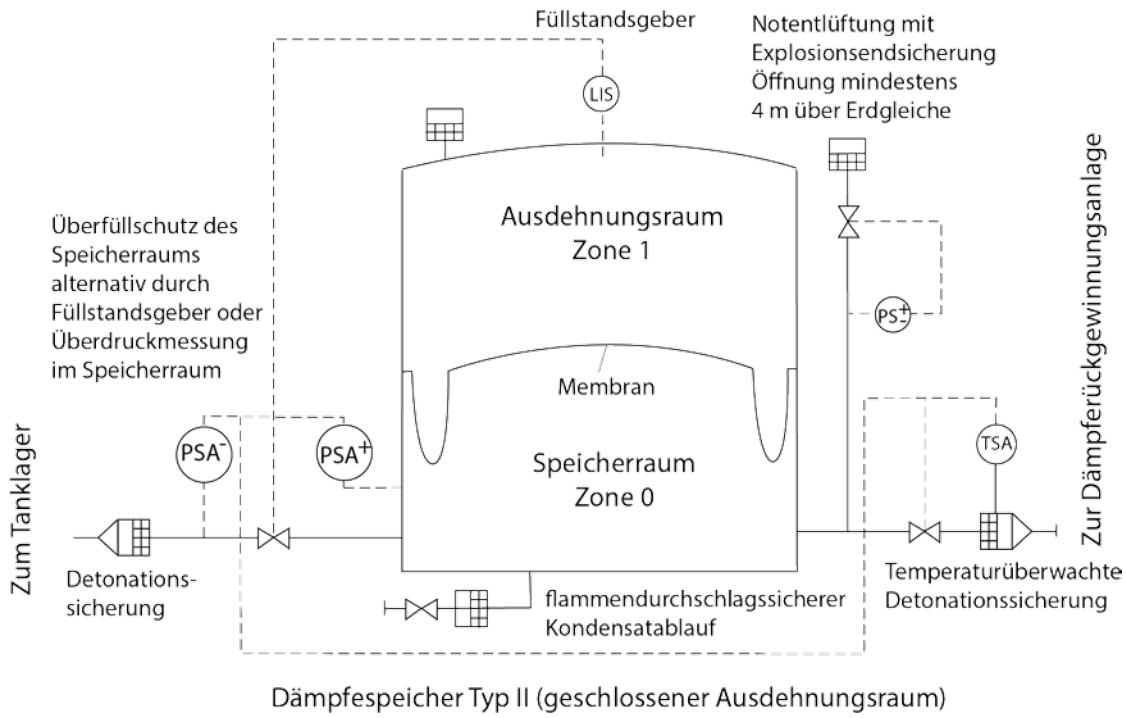 Füllstandsgeber
Notentlüftung mit
Explosionsendsicherung
Öffnung mindestens
4 m über Erdgleiche
LIS
Ausdehnungsraum
Zone 1
Überfüllschutz des
Speicherraums
alternativ durch
Füllstandsgeber oder
Überdruckmessung
im Speicherraum
PS+-
Membran
PSA-
PSA+
TSA
Speicherraum
Zone 0
Zum Tanklager
Zur Dämpferückgewinnungsanlage
Detonations-
sicherung
flammendurchschlagssicherer
Kondensatablauf
Temperaturüberwachte
Detonationssicherung
Dämpfespeicher Typ II (geschlossener Ausdehnungsraum)